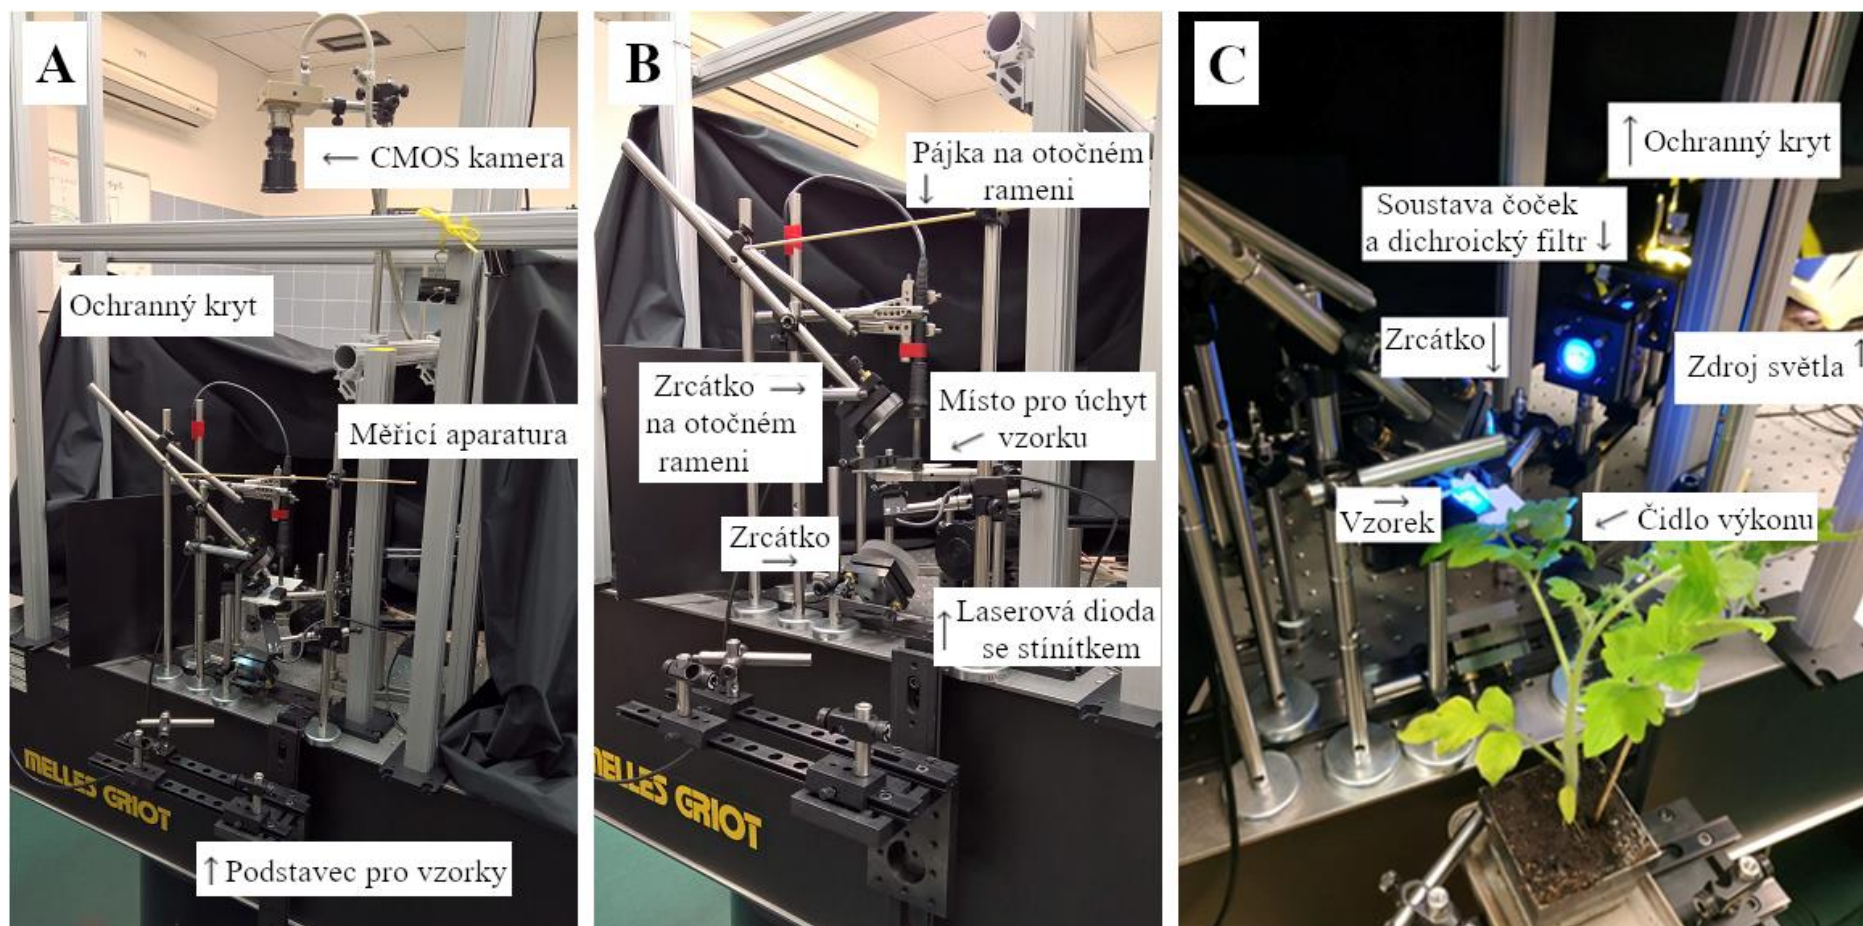 A
← CMOS kamera
Ochranný kryt
Měřicí aparatura
MELLES GRIOT
↑ Podstavec pro vzorky
B
Pájka na otočném
↓ rameni
Zrcátko →
na otočném
rameni
Místo pro úchyt
← vzorku
Zrcátko
→
↑ Laserová dioda
se stínítkem
MELLES GRIOT
C
↑ Ochranný kryt
Soustava čoček
a dichroický filtr ↓
Zrcátko ↓
Zdroj světla ↑
→
Vzorek
← Čidlo výkonu